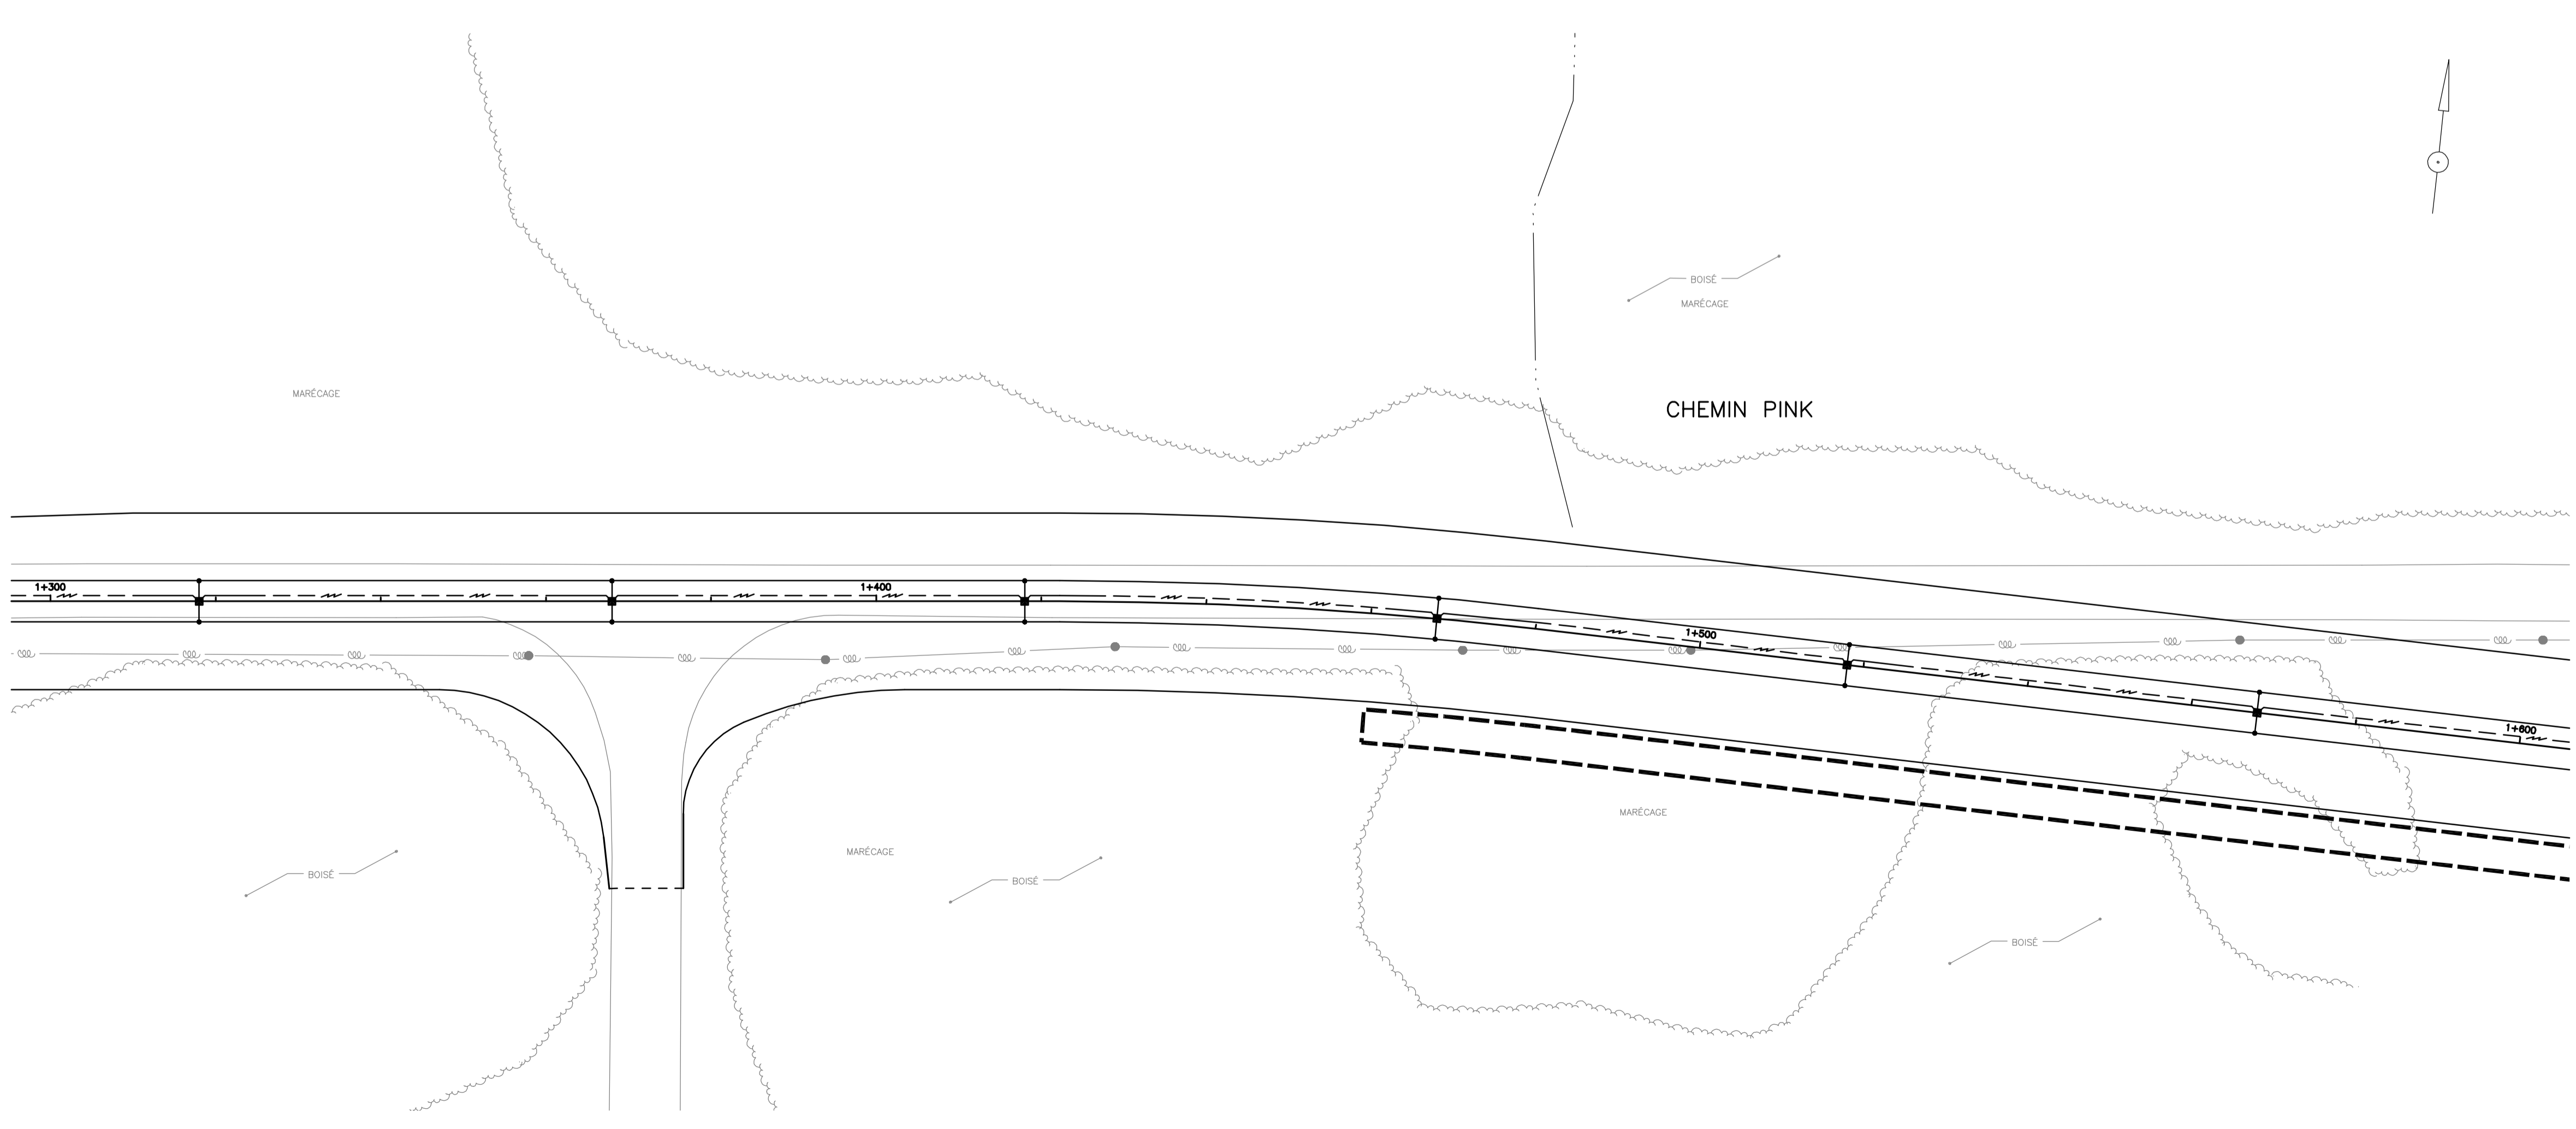 BOISÉ
MARÉCAGE
MARÉCAGE
CHEMIN PINK
1+300
1+400
1+500
1+600
MARÉCAGE
MARÉCAGE
BOISÉ
BOISÉ
BOISÉ